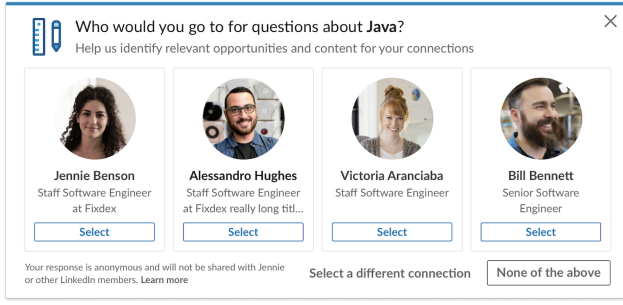 Who would you go to for questions about Java?
Help us identify relevant opportunities and content for your connections
Jennie Benson
Staff Software Engineer
at Fixdex
Select
Alessandro Hughes
Staff Software Engineer
at Fixdex really long titl...
Select
Victoria Aranciaba
Staff Software Engineer
Select
Bill Bennett
Senior Software
Engineer
Select
Your response is anonymous and will not be shared with Jennie
or other LinkedIn members. Learn more
Select a different connection
None of the above